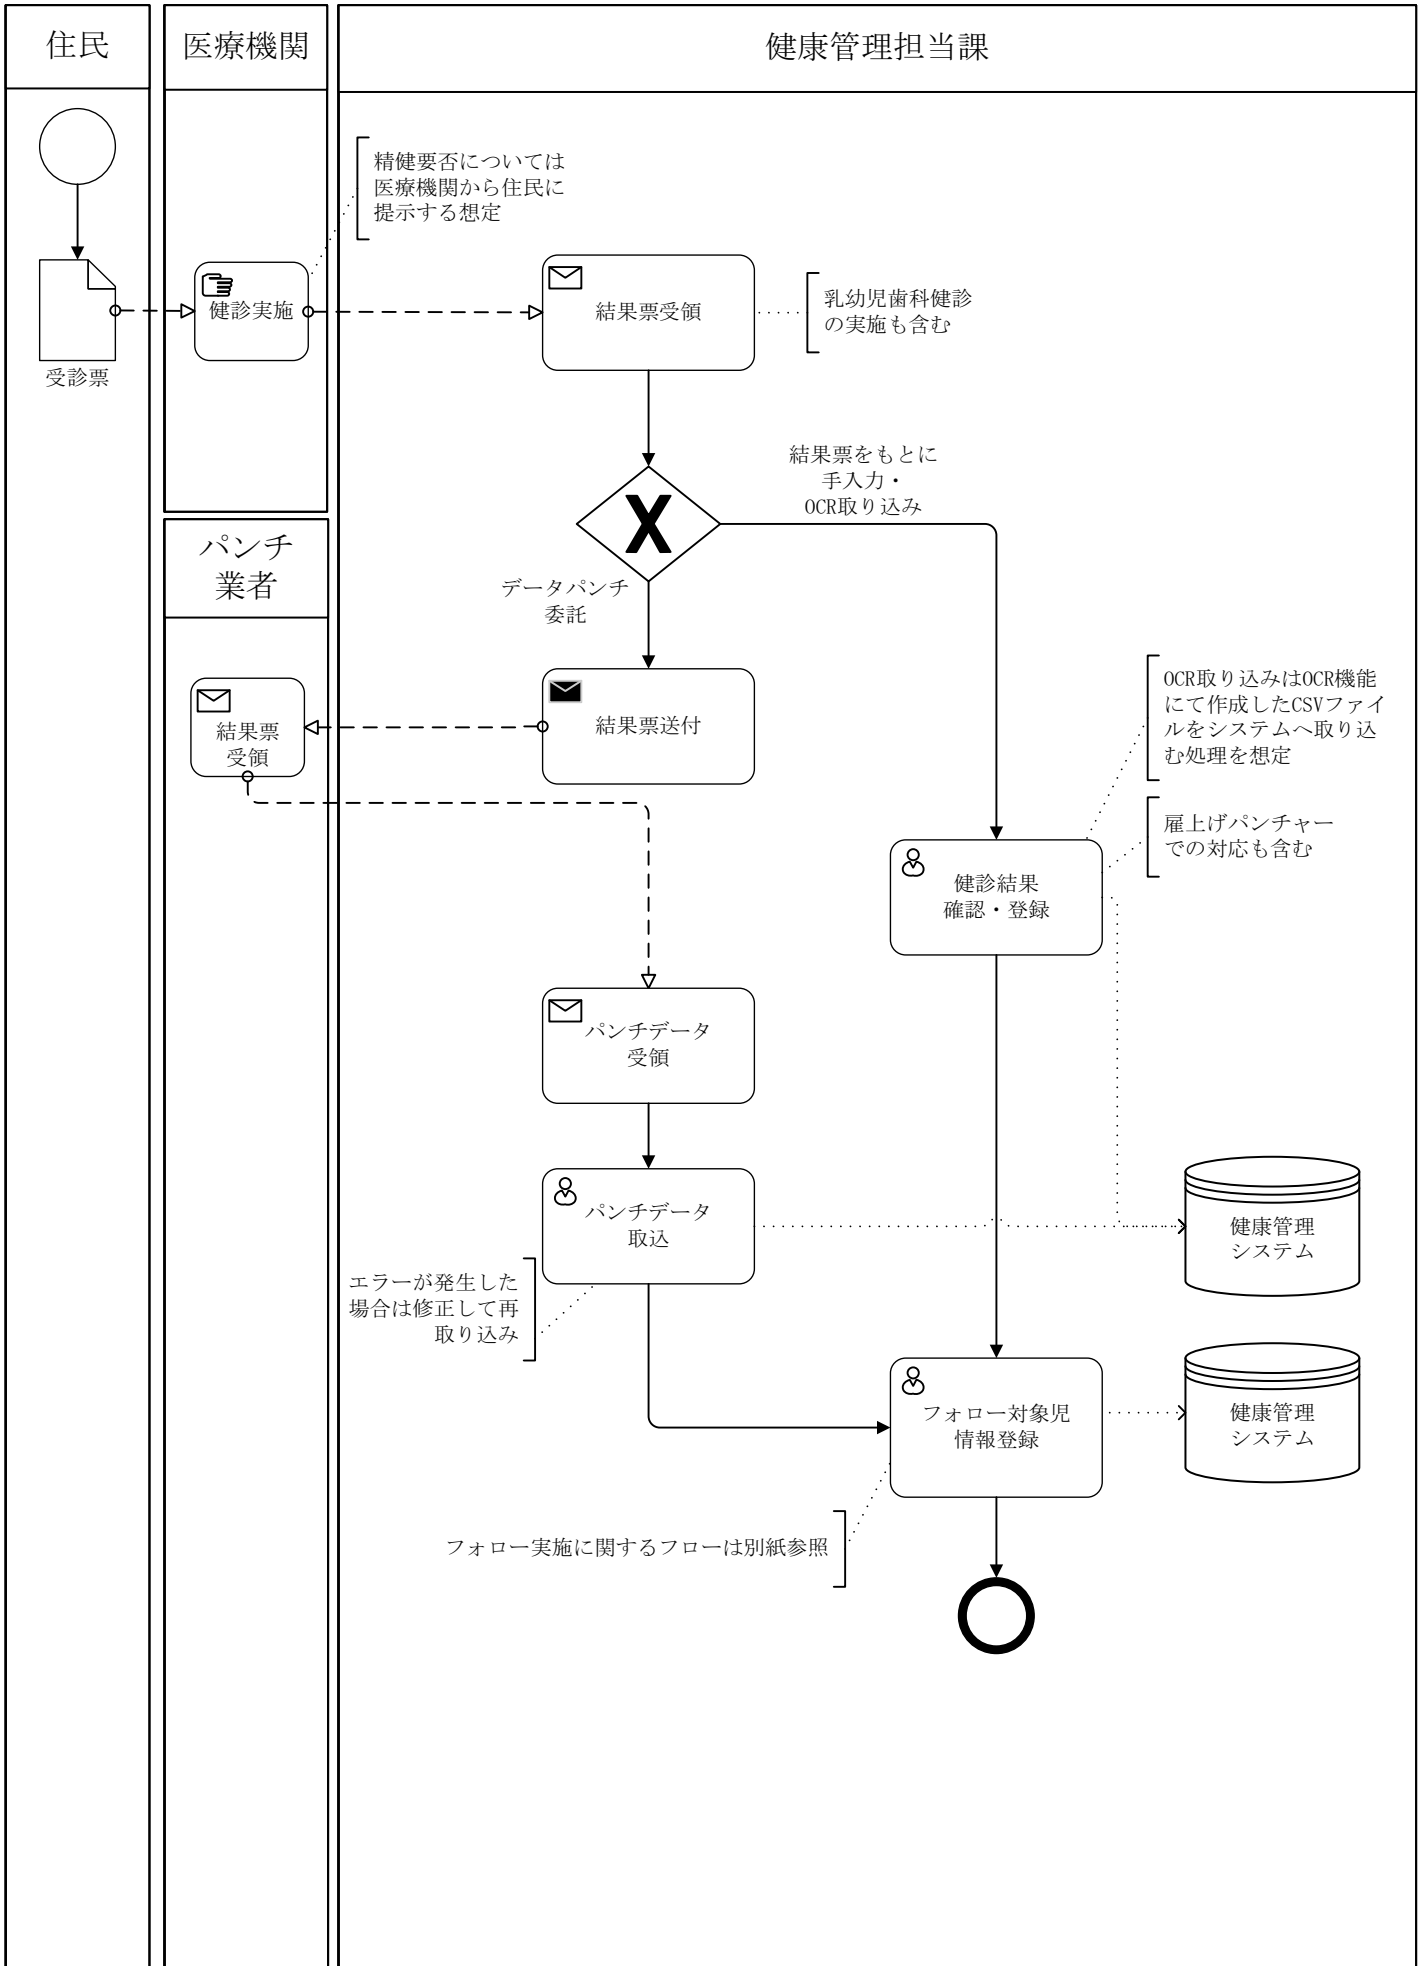 住民
医療機関
健康管理担当課
精健要否については
医療機関から住民に
提示する想定
健診実施
結果票受領
乳幼児歯科健診
の実施も含む
受診票
結果票をもとに
手入力・
OCR取り込み
パンチ
業者
データパンチ
委託
結果票
受領
結果票送付
OCR取り込みはOCR機能
にて作成したCSVファイ
ルをシステムへ取り込
む処理を想定
雇上げパンチャー
での対応も含む
健診結果
確認・登録
パンチデータ
受領
パンチデータ
取込
健康管理
システム
エラーが発生した
場合は修正して再
取り込み
フォロー対象児
情報登録
健康管理
システム
フォロー実施に関するフローは別紙参照